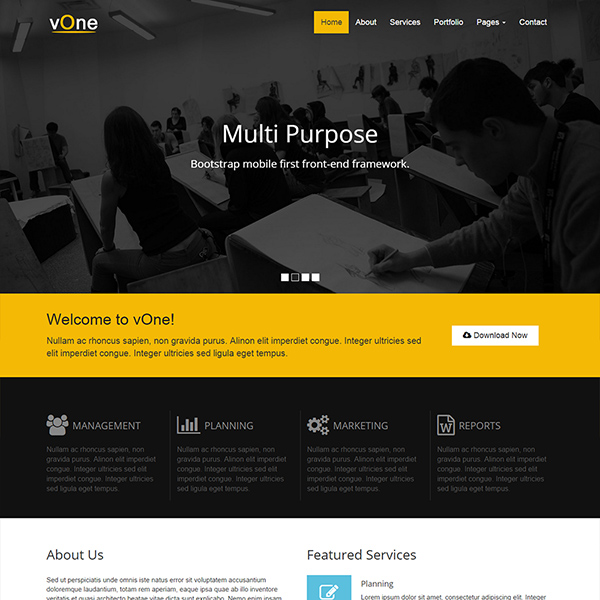 vOne
Home About Services Portfolio Pages Contact
Multi Purpose
Bootstrap mobile first front-end framework.
Welcome to vOne!
Nullam ac rhoncus sapien, non gravida purus. Alinon elit imperdiet congue. Integer ultricies sed
elit imperdiet congue. Integer ultricies sed ligula eget tempus.
Download Now
MANAGEMENT
Nullam ac rhoncus sapien, non
gravida purus. Alinon elit imperdiet
congue. Integer ultricies sed elit
imperdiet congue. Integer ultricies
sed ligula eget tempus.
PLANNING
Nullam ac rhoncus sapien, non
gravida purus. Alinon elit imperdiet
congue. Integer ultricies sed elit
imperdiet congue. Integer ultricies
sed ligula eget tempus.
MARKETING
Nullam ac rhoncus sapien, non
gravida purus. Alinon elit imperdiet
congue. Integer ultricies sed elit
imperdiet congue. Integer ultricies
sed ligula eget tempus.
W REPORTS
Nullam ac rhoncus sapien, non
gravida purus. Alinon elit imperdiet
congue. Integer ultricies sed elit
imperdiet congue. Integer ultricies
sed ligula eget tempus.
About Us
Sed ut perspiciatis unde omnis iste natus error sit voluptatem accusantium
doloremque laudantium, totam rem aperiam, eaque ipsa quae ab illo inventore
veritatis et quasi architecto beatae vitae dicta sunt explicabo. Nemo enim ipsam
Featured Services
Planning
Lorem ipsum dolor sit amet, consectetur adipiscing elit. Integer